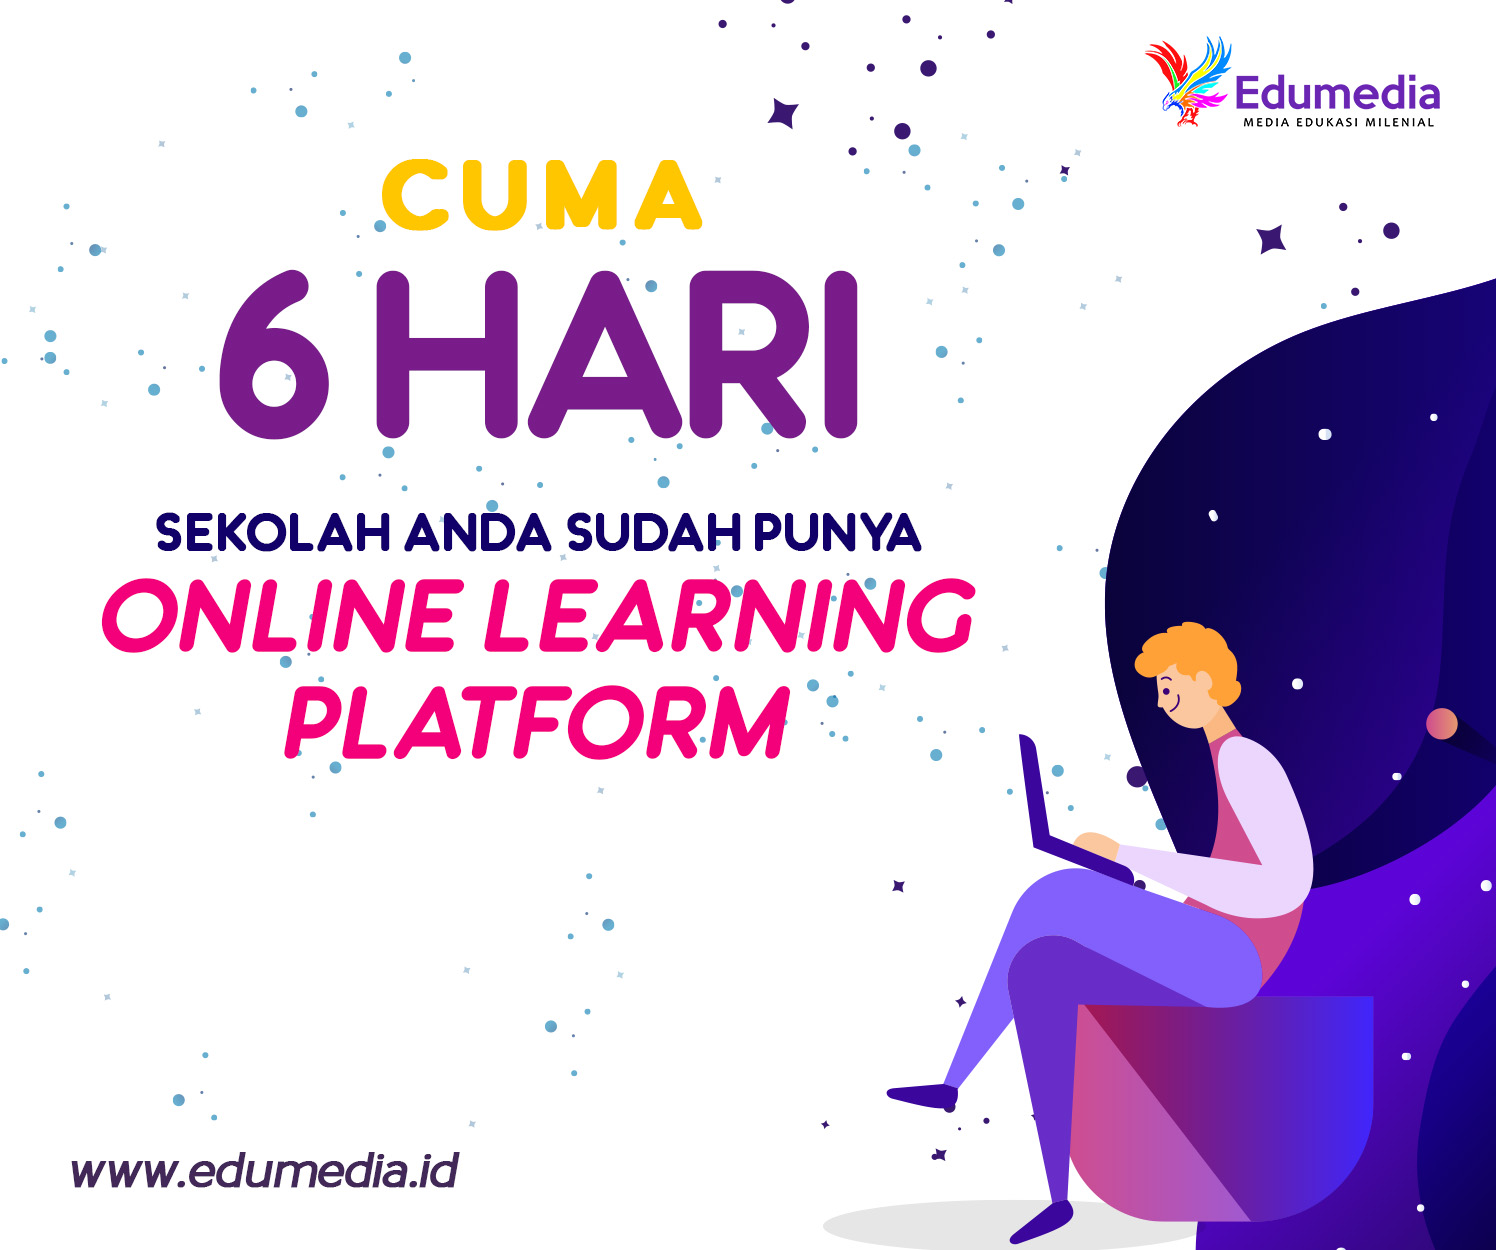 Edumedia
MEDIA EDUKASI MILENIAL
CUMA
6 HARI
SEKOLAH ANDA SUDAH PUNYA
ONLINE LEARNING
PLATFORM
www.edumedia.id